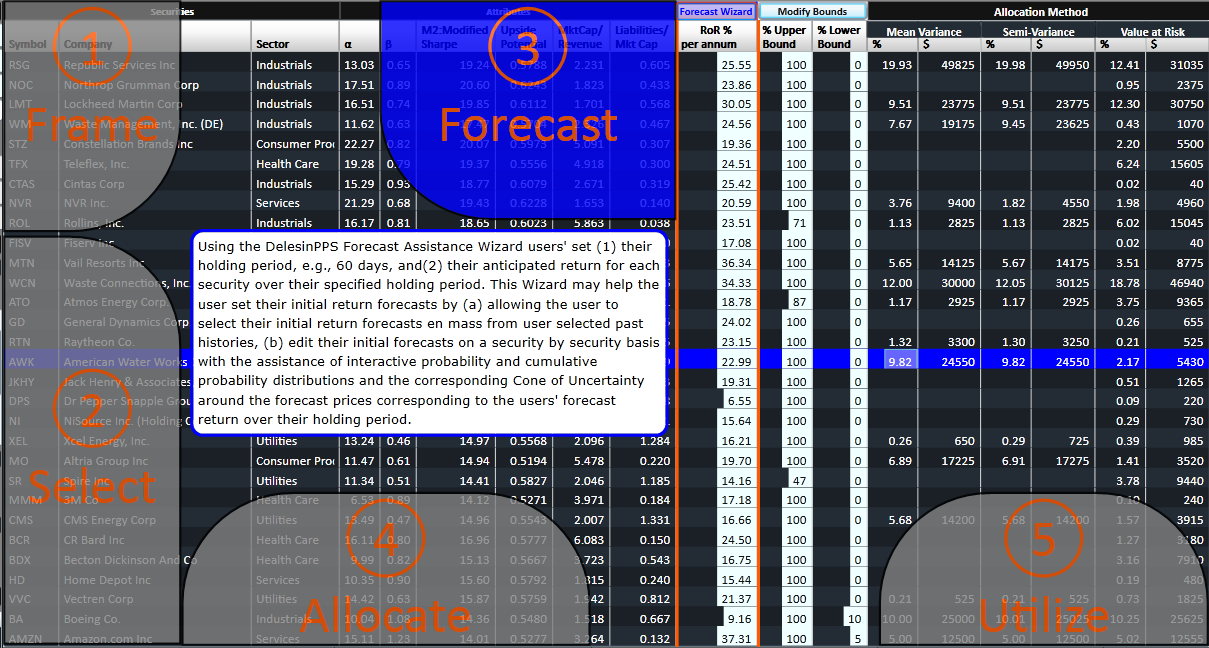 Securities Attributes Forecast Wizard Modify Bounds Allocation Method
M2:Modified Upside MktCap/ Liabilities/ RoR % % Upper % Lower Mean Variance Semi-Variance Value at Risk
Symbol Company Sector α β Sharpe Potential Revenue Mkt Cap per annum Bound Bound % $ % $ % $
1
Frame
3
Forecast
RSG Republic Services Inc Industrials 13.03 0.65 19.24 0.5788 2.231 0.605 25.55 100 0 19.93 49825 19.98 49950 12.41 31035
NOC Northrop Grumman Corp Industrials 17.51 0.89 20.60 0.6243 1.823 0.433 23.86 100 0 0.95 2375
LMT Lockheed Martin Corp Industrials 16.51 0.74 19.85 0.6112 1.701 0.568 30.05 100 0 9.51 23775 9.51 23775 12.30 30750
WM Waste Management, Inc. (DE) Industrials 11.62 0.63 0.467 24.56 100 0 7.67 19175 9.45 23625 0.43 1070
STZ Constellation Brands Inc Consumer Pro 22.27 0.82 20.07 0.5973 5.091 0.307 19.36 100 0 2.20 5500
TFX Teleflex, Inc. Health Care 19.28 0.79 19.37 0.5556 4.918 0.300 24.51 100 0 6.24 15605
CTAS Cintas Corp Industrials 15.29 0.93 18.77 0.6079 2.671 0.319 25.42 100 0 0.02 40
NVR NVR Inc. Services 21.29 0.68 19.43 0.6228 1.653 0.140 20.59 100 0 3.76 9400 1.82 4550 1.98 4960
ROL Rollins, Inc. Industrials 16.17 0.81 18.65 0.6023 5.863 0.038 23.51 71 0 1.13 2825 1.13 2825 6.02 15045
FISV Fiserv Inc 17.08 100 0 0.02 40
MTN Vail Resorts Inc 36.34 100 0 5.65 14125 5.67 14175 3.51 8775
WCN Waste Connections, Inc. 34.33 100 0 12.00 30000 12.05 30125 18.78 46940
ATO Atmos Energy Corp 18.78 87 0 1.17 2925 1.17 2925 3.75 9365
GD General Dynamics Corp 24.02 100 0 0.26 655
RTN Raytheon Co. 23.15 100 0 1.32 3300 1.30 3250 0.21 525
AWK American Water Works 22.99 100 0 9.82 24550 9.82 24550 2.17 5430
JKHY Jack Henry & Associates 19.31 100 0 0.51 1265
DPS Dr Pepper Snapple Grou 6.55 100 0 0.09 220
NI NiSource Inc. (Holding C 15.64 100 0 0.29 730
Using the DelesinPPS Forecast Assistance Wizard users' set (1) their
holding period, e.g., 60 days, and(2) their anticipated return for each
security over their specified holding period. This Wizard may help the
user set their initial return forecasts by (a) allowing the user to
select their initial return forecasts en mass from user selected past
histories, (b) edit their initial forecasts on a security by security basis
with the assistance of interactive probability and cumulative
probability distributions and the corresponding Cone of Uncertainty
around the forecast prices corresponding to the users' forecast
return over their holding period.
2
Select
XEL Xcel Energy, Inc. Utilities 13.24 0.46 14.97 0.5568 2.096 1.284 16.21 100 0 0.26 650 0.29 725 0.39 985
MO Altria Group Inc Consumer Pro 11.47 0.61 14.94 0.5194 5.478 0.220 19.70 100 0 6.89 17225 6.91 17275 1.41 3520
SR Spire Inc Utilities 11.34 0.51 14.41 0.5827 2.046 1.185 14.16 47 0 3.78 9440
MMM 3M Co Health Care 6.53 0.89 14.12 0.5271 3.971 0.184 17.18 100 0 0.10 240
CMS CMS Energy Corp Utilities 13.49 0.47 14.96 0.5543 2.007 1.331 16.66 100 0 5.68 14200 5.68 14200 1.57 3915
BCR CR Bard Inc Health Care 16.11 0.80 16.96 0.5777 6.083 0.150 24.50 100 0 1.27 3180
BDX Becton Dickinson And Co Health Care 0.82 15.13 0.5667 3.723 0.543 16.75 100 0 3.16 7910
HD Home Depot Inc Services 10.35 0.90 15.60 0.5792 1.815 0.240 15.44 100 0 0.19 480
VVC Vectren Corp Utilities 14.42 0.63 15.87 0.5759 1.942 0.812 21.37 100 0 0.21 525 0.21 525 0.73 1825
BA Boeing Co. Industrials 10.04 1.08 14.36 0.5480 1.518 0.667 9.16 100 10 10.00 25000 10.01 25025 10.25 25625
AMZN Amazon.com Inc Services 15.11 1.23 14.01 0.5277 3.264 0.132 37.31 100 5 5.00 12500 5.00 12500 5.02 12555
4
Allocate
5
Utilize